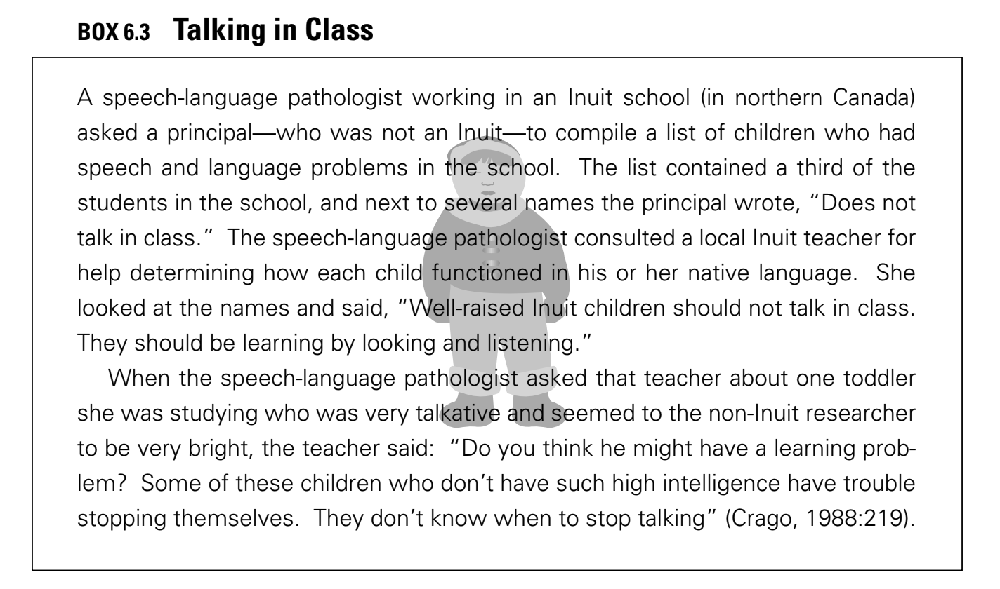 BOX 6.3 Talking in Class
A speech-language pathologist working in an Inuit school (in northern Canada)
asked a principal—who was not an Inuit—to compile a list of children who had
speech and language problems in the school. The list contained a third of the
students in the school, and next to several names the principal wrote, “Does not
talk in class.” The speech-language pathologist consulted a local Inuit teacher for
help determining how each child functioned in his or her native language. She
looked at the names and said, “Well-raised Inuit children should not talk in class.
They should be learning by looking and listening.”
When the speech-language pathologist asked that teacher about one toddler
she was studying who was very talkative and seemed to the non-Inuit researcher
to be very bright, the teacher said: “Do you think he might have a learning prob-
lem? Some of these children who don’t have such high intelligence have trouble
stopping themselves. They don’t know when to stop talking” (Crago, 1988:219).